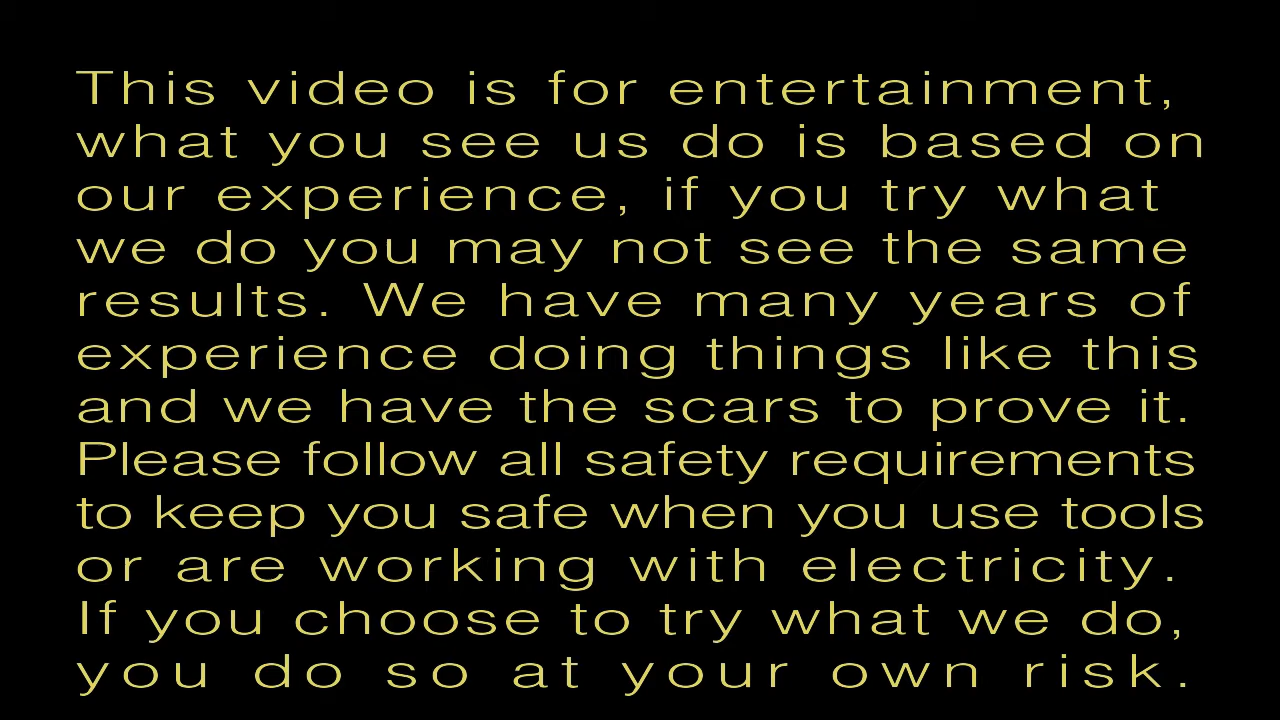 This video is for entertainment,
what you see us do is based on
our experience, if you try what
we do you may not see the same
results. We have many years of
experience doing things like this
and we have the scars to prove it.
Please follow all safety requirements
to keep you safe when you use tools
or are working with electricity.
If you choose to try what we do,
you do so at your own risk.